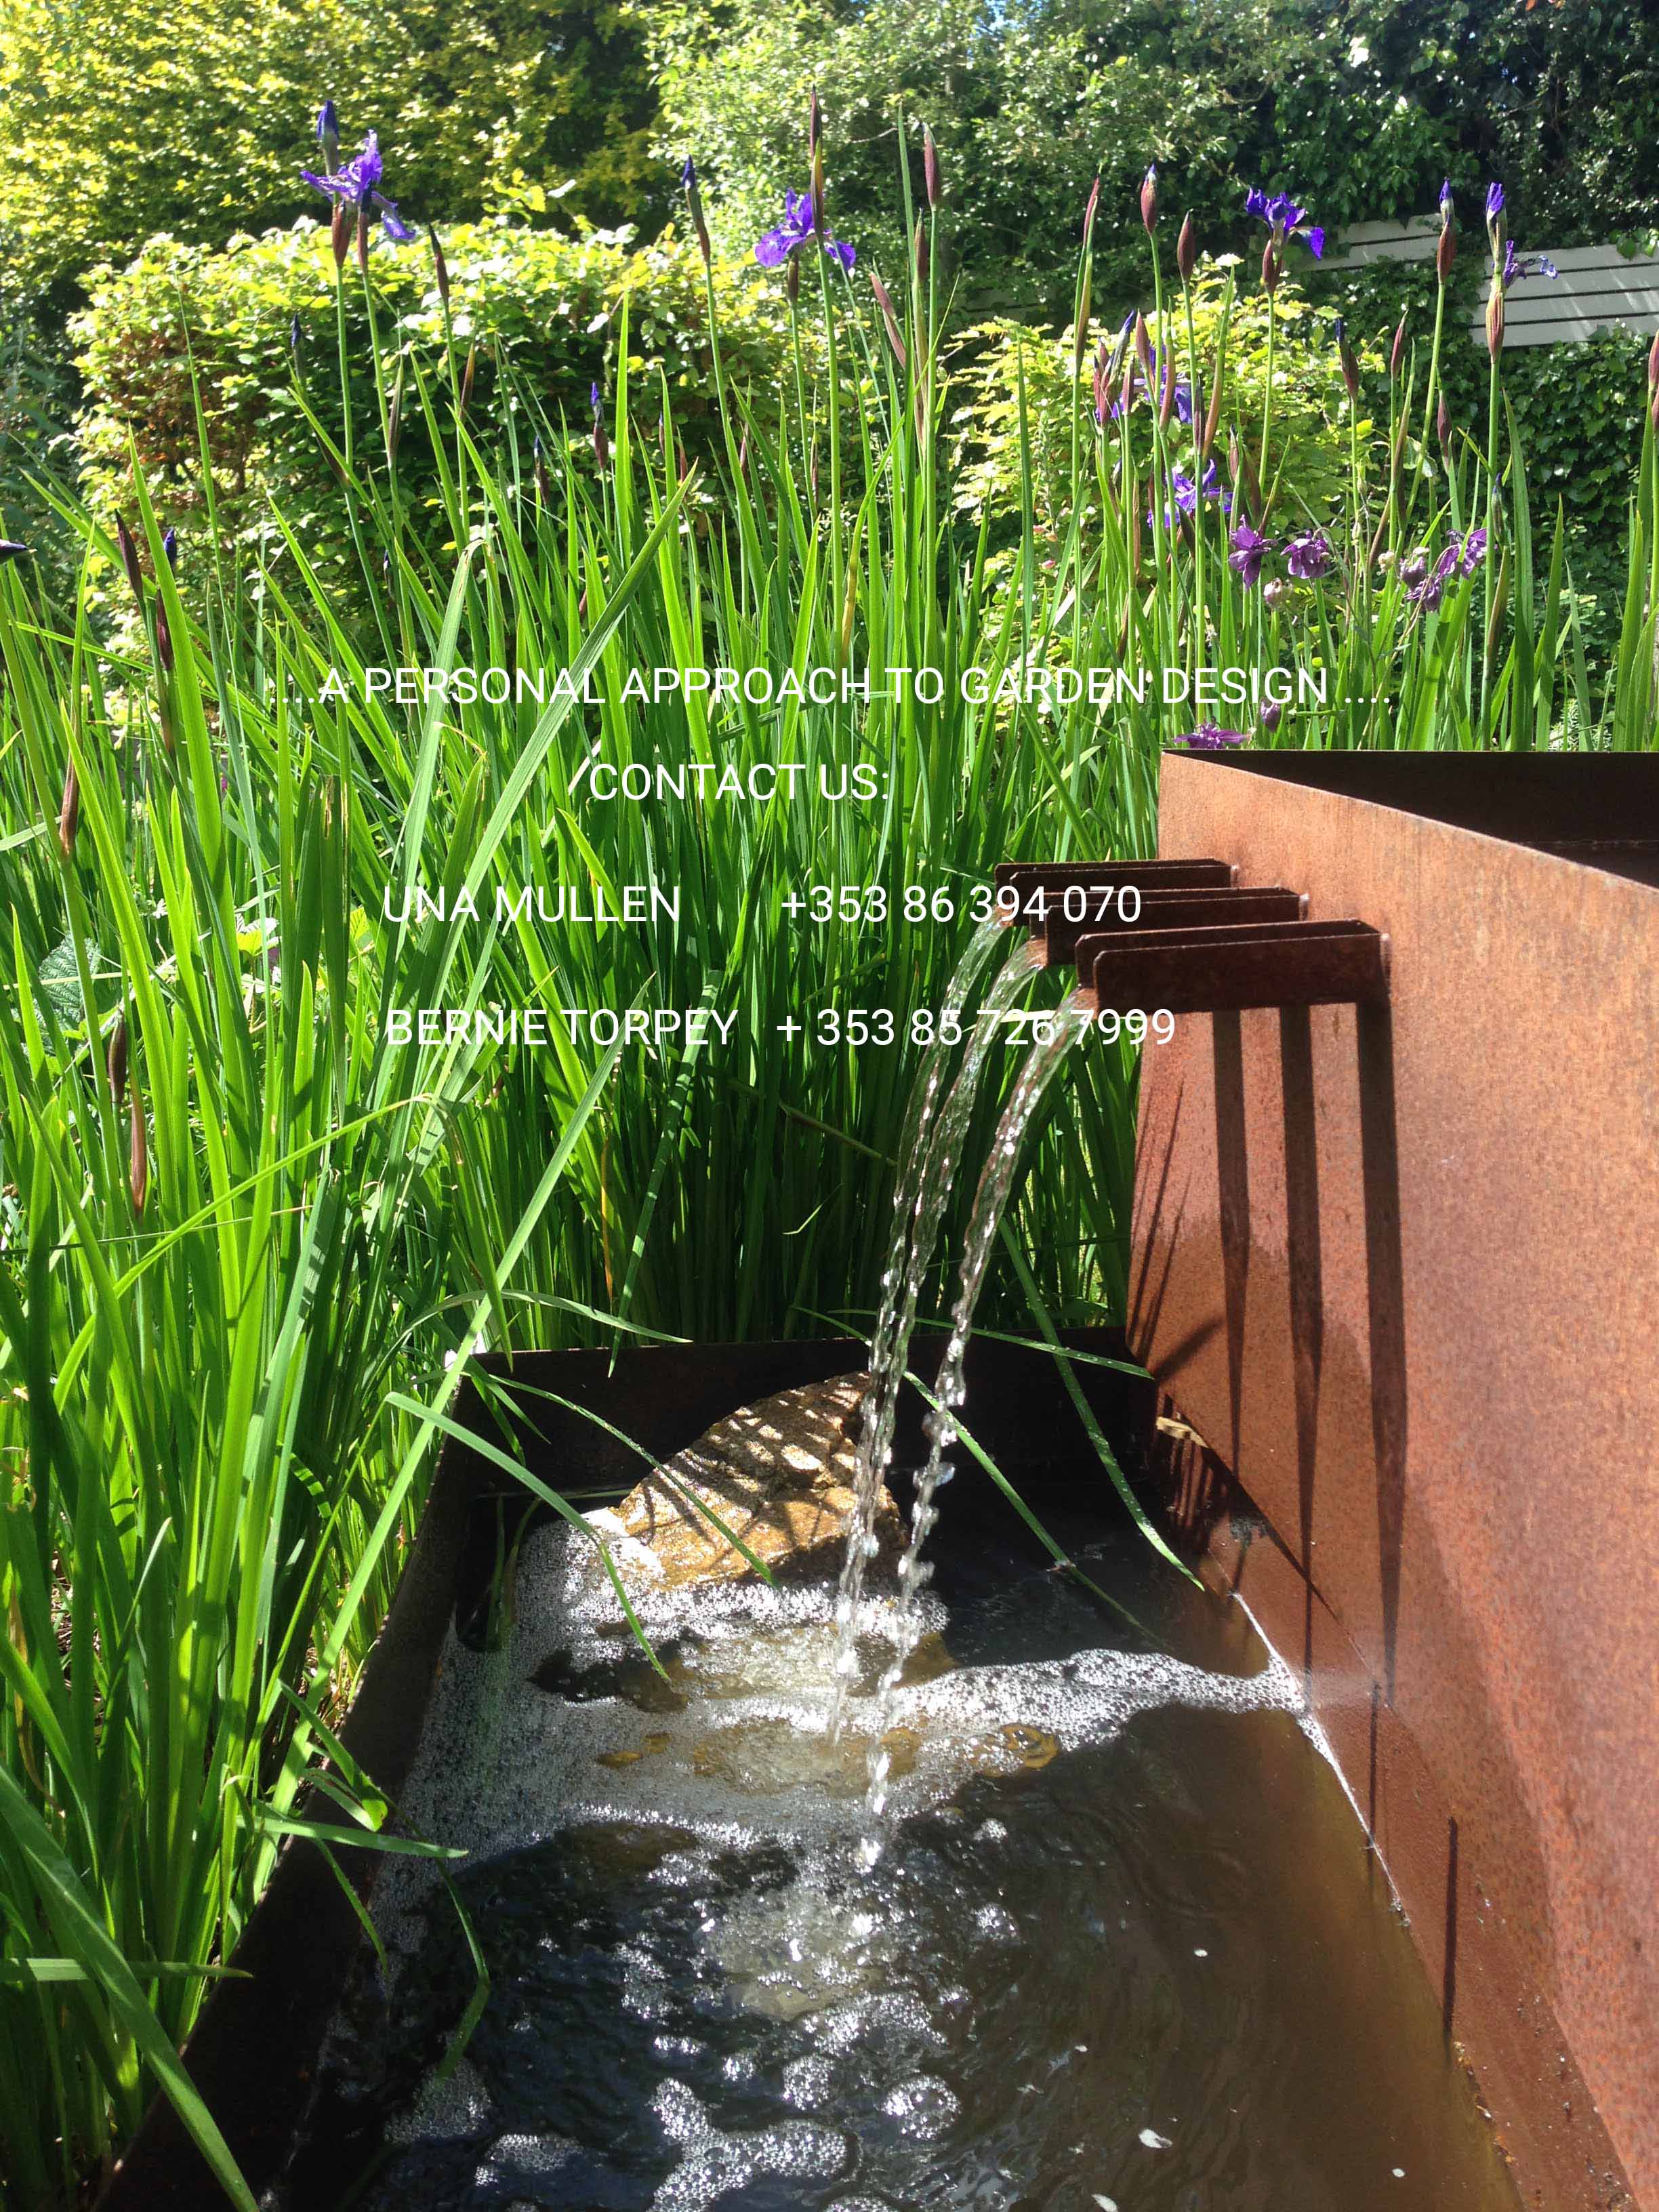 ....A PERSONAL APPROACH TO GARDEN DESIGN ....
CONTACT US:
UNA MULLEN +353 86 394 070
BERNIE TORPEY + 353 85 726 7999